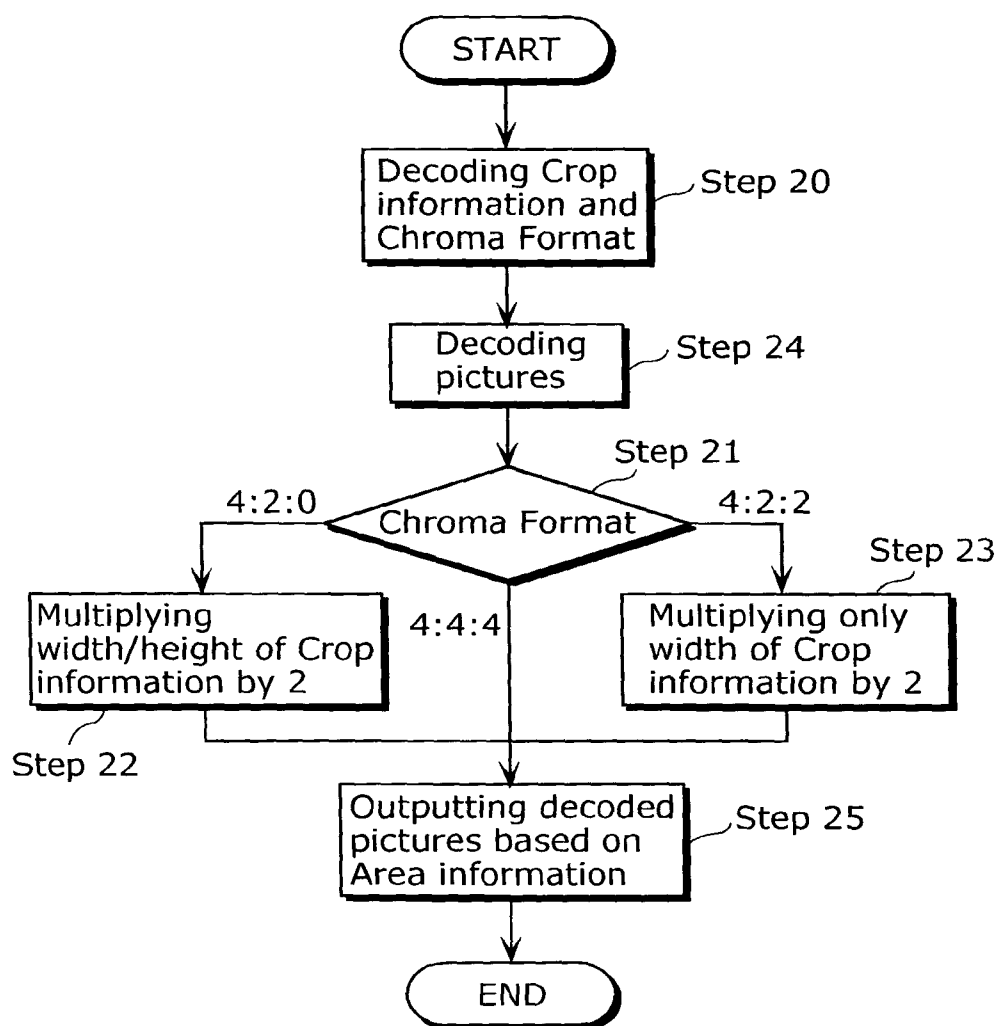 START
Decoding Crop
information and
Chroma Format
Step 20
Decoding
pictures
Step 24
Step 21
4:2:0
Chroma Format
4:2:2
Step 23
Multiplying
width/height of Crop
information by 2
4:4:4
Multiplying only
width of Crop
information by 2
Step 22
Outputting decoded
pictures based on
Area information
Step 25
END